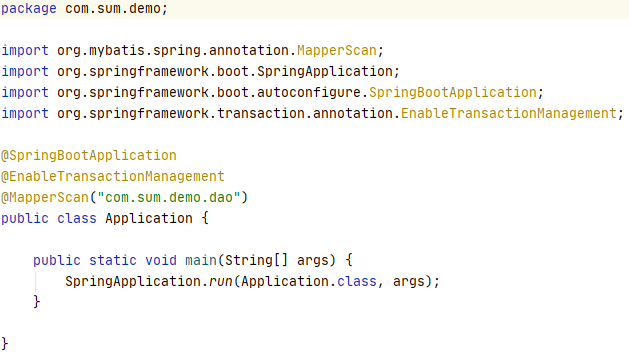 package com.sum.demo;
import org.mybatis.spring.annotation.MapperScan;
import org.springframework.boot.SpringApplication;
import org.springframework.boot.autoconfigure.SpringBootApplication;
import org.springframework.transaction.annotation.EnableTransactionManagement;
@SpringBootApplication
@EnableTransactionManagement
@MapperScan("com.sum.demo.dao")
public class Application {
    public static void main(String[] args) {
        SpringApplication.run(Application.class, args);
    }
}